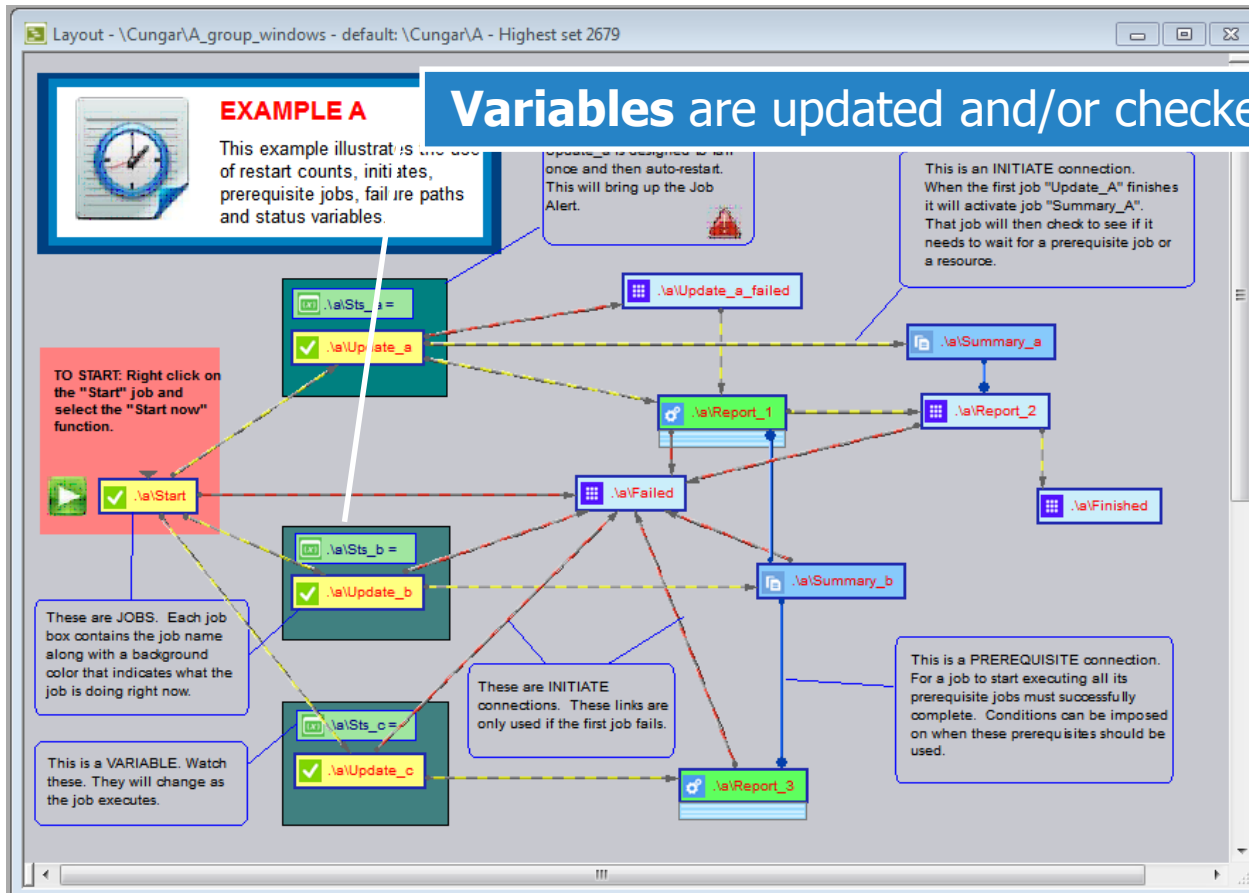 Layout - \Cungar\A_group_windows - default: \Cungar\A - Highest set 2679
Variables are updated and/or checke
EXAMPLE A
This example illustrates the use
of restart counts, initiates,
prerequisite jobs, failure paths
and status variables.
Update_a is designed to fail
once and then auto-restart.
This will bring up the Job
Alert.
This is an INITIATE connection.
When the first job "Update_A" finishes
it will activate job "Summary_A".
That job will then check to see if it
needs to wait for a prerequisite job or
a resource.
.\a\Sts_a =
.\a\Update_a
.\a\Update_a_failed
.\a\Summary_a
TO START: Right click on
the "Start" job and
select the "Start now"
function.
.\a\Report_1
.\a\Report_2
.\a\Start
.\a\Failed
.\a\Finished
.\a\Sts_b =
.\a\Update_b
.\a\Summary_b
These are JOBS. Each job
box contains the job name
along with a background
color that indicates what the
job is doing right now.
These are INITIATE
connections. These links are
only used if the first job fails.
This is a PREREQUISITE connection.
For a job to start executing all its
prerequisite jobs must successfully
complete. Conditions can be imposed
on when these prerequisites should be
used.
.\a\Sts_c =
.\a\Update_c
This is a VARIABLE. Watch
these. They will change as
the job executes.
.\a\Report_3